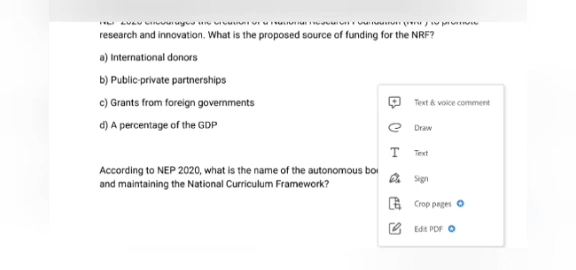 research and innovation. What is the proposed source of funding for the NRF?
a) International donors
b) Public-private partnerships
c) Grants from foreign governments
d) A percentage of the GDP
According to NEP 2020, what is the name of the autonomous
and maintaining the National Curriculum Framework?
Text & voice comment
Draw
T Text
Sign
Crop pages
Edit PDF